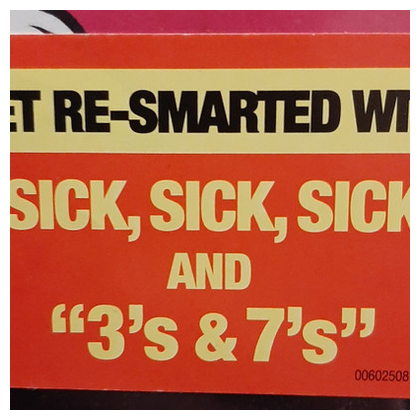 ET RE-SMARTED WI
SICK, SICK, SICK
AND
“3’s & 7’s”
00602508